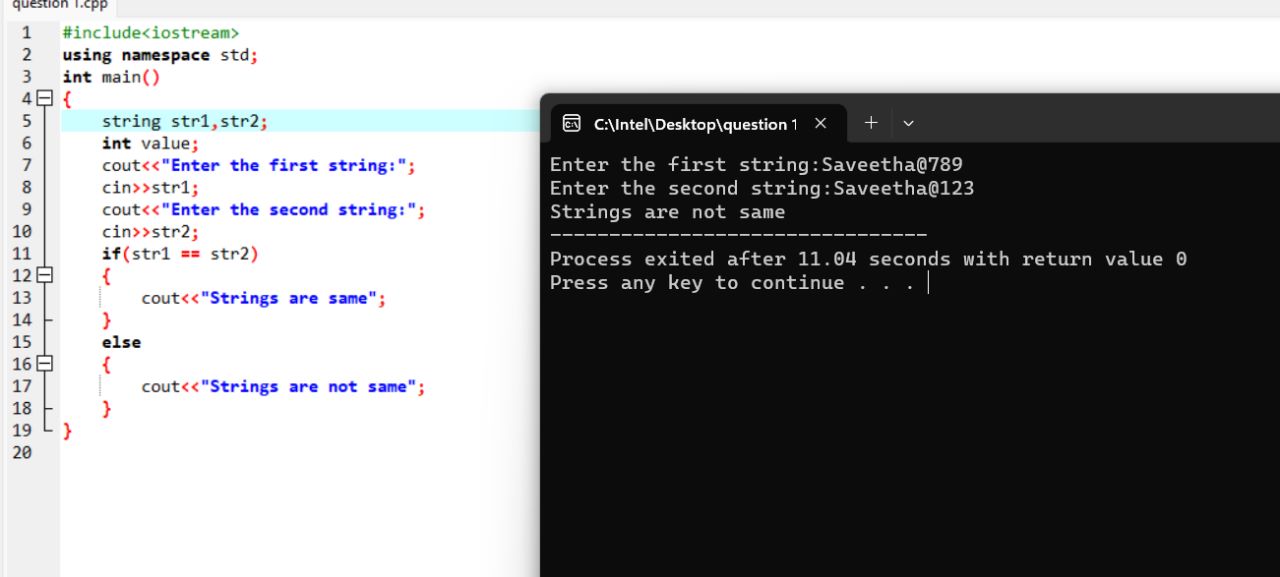 question 1.cpp
1 #include<iostream>
2 using namespace std;
3 int main()
4 {
5 string str1,str2;
6 int value;
7 cout<<"Enter the first string:";
8 cin>>str1;
9 cout<<"Enter the second string:";
10 cin>>str2;
11 if(str1 == str2)
12 {
13 cout<<"Strings are same";
14 }
15 else
16 {
17 cout<<"Strings are not same";
18 }
19 }
20
C:\Intel\Desktop\question 1
Enter the first string:Saveetha@789
Enter the second string:Saveetha@123
Strings are not same
--------------------------------
Process exited after 11.04 seconds with return value 0
Press any key to continue . . .